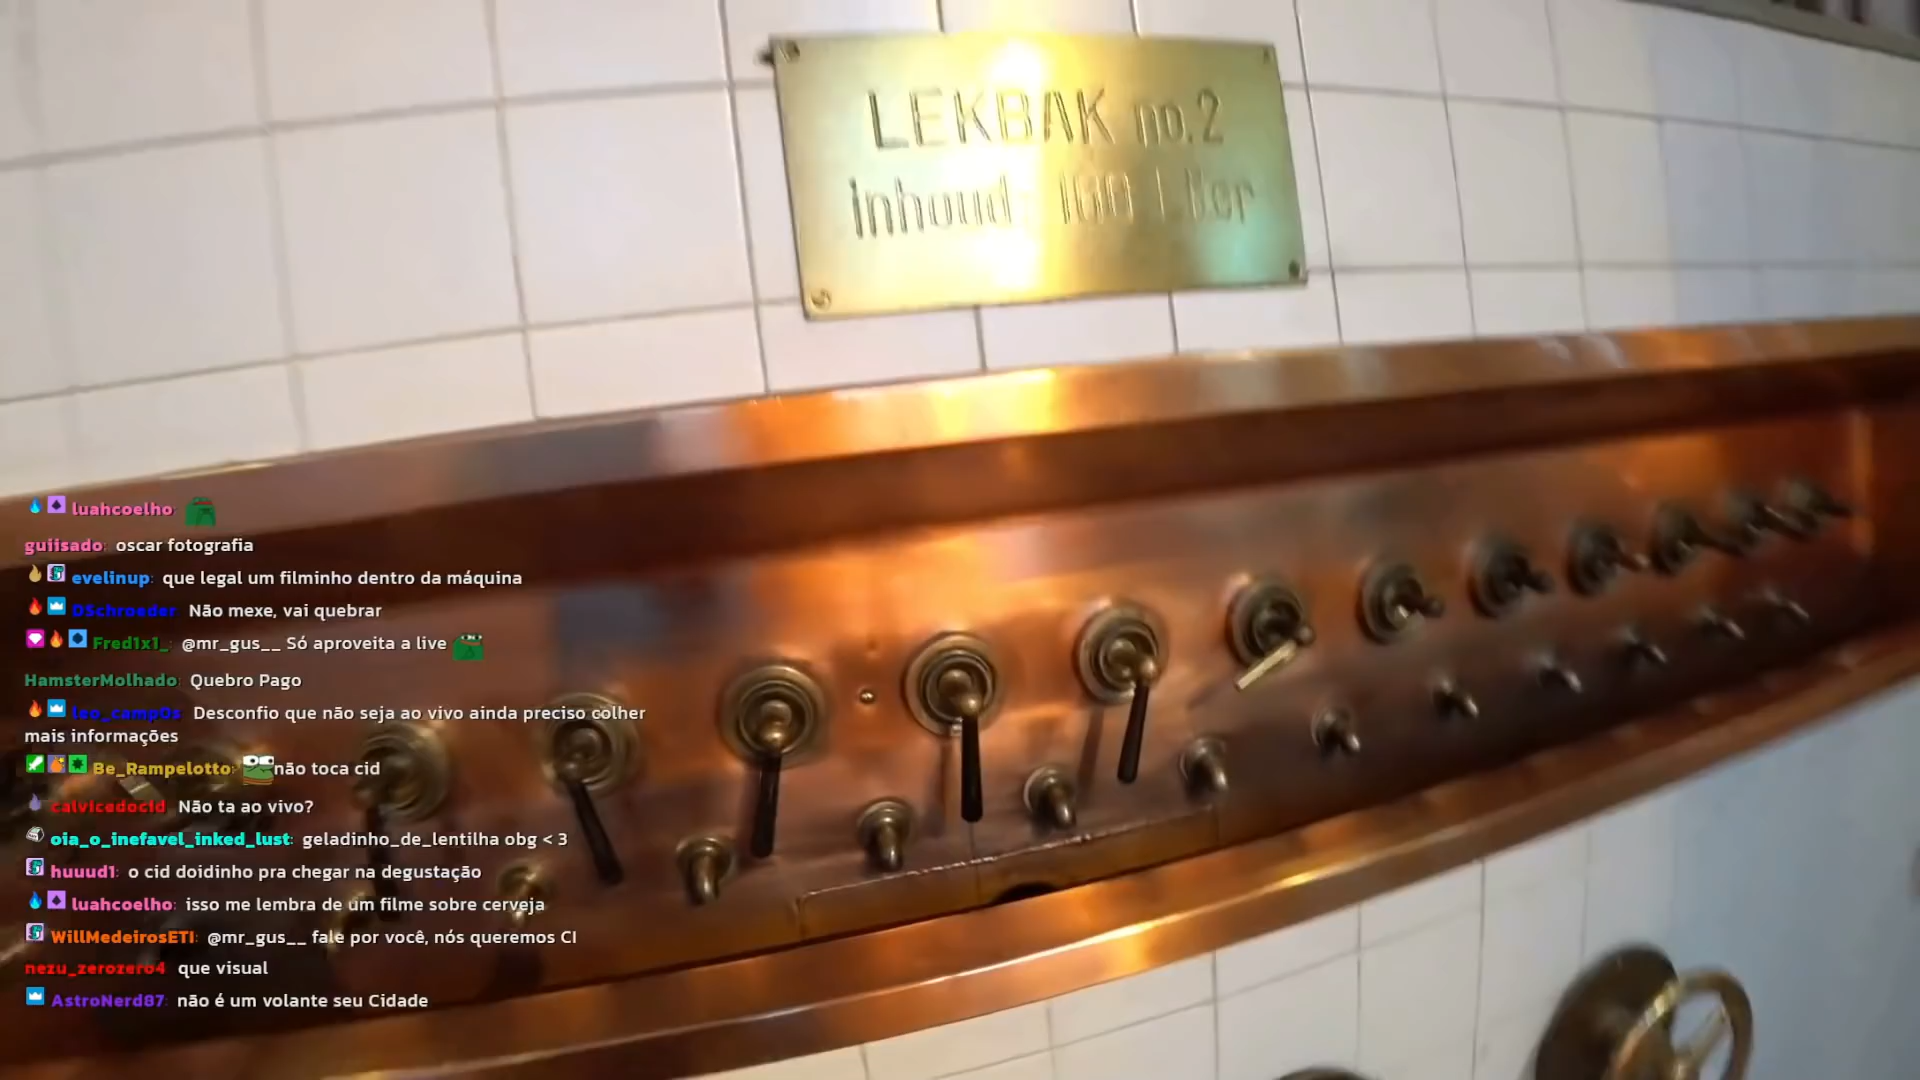 LEKBAK no.2
inhoud 100 Liter
luahcoelho:
guiisado: oscar fotografia
evelinup: que legal um filminho dentro da máquina
DSchroeder: Não mexe, vai quebrar
Fred1x1_: @mr_gus__ Só aproveita a live
HamsterMolhado: Quebro Pago
leo_camp0s: Desconfio que não seja ao vivo ainda preciso colher
mais informações
Be_Rampelotto: não toca cid
calvicedocid: Não ta ao vivo?
oia_o_inefavel_inked_lust: geladinho_de_lentilha obg < 3
huuud1: o cid doidinho pra chegar na degustação
luahcoelho: isso me lembra de um filme sobre cerveja
WillMedeirosETI: @mr_gus__ fale por você, nós queremos CI
nezu_zerozero4: que visual
AstroNerd87: não é um volante seu Cidade